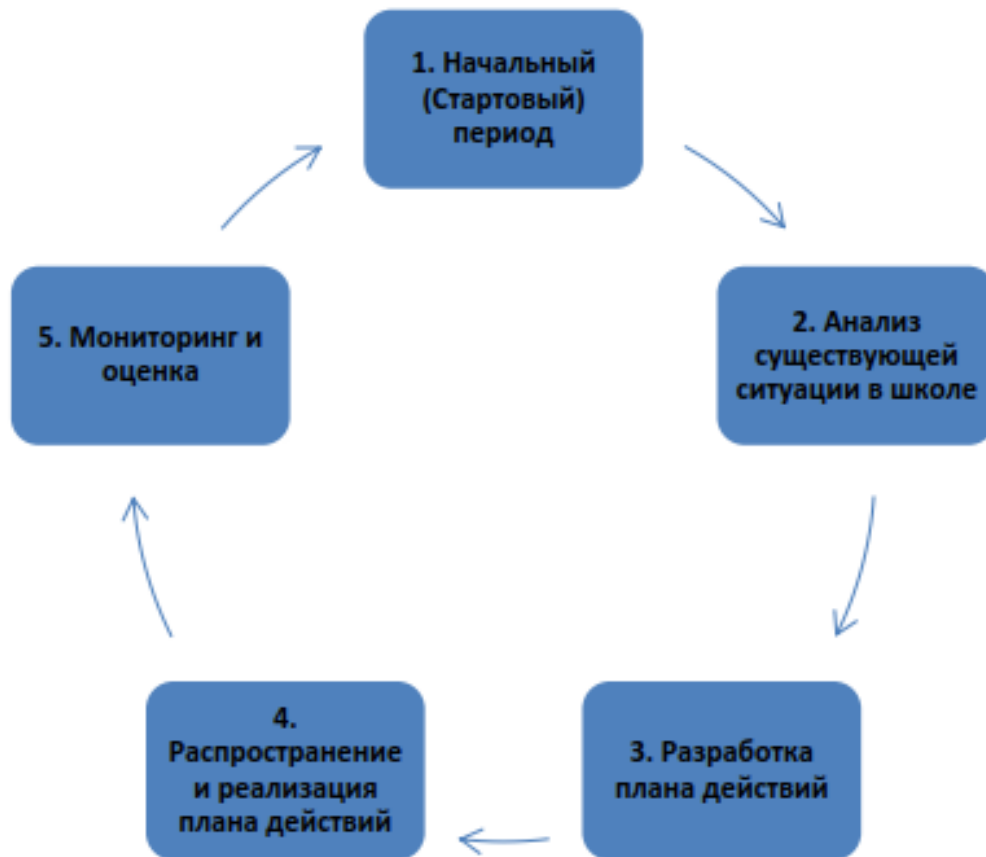 1. Начальный
(Стартовый)
период
2. Анализ
существующей
ситуации в школе
3. Разработка
плана действий
4.
Распространение
и реализация
плана действий
5. Мониторинг и
оценка